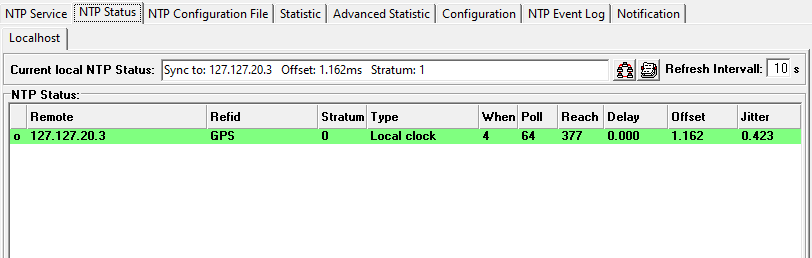 NTP Service NTP Status NTP Configuration File Statistic Advanced Statistic Configuration NTP Event Log Notification
Localhost
Current local NTP Status: Sync to: 127.127.20.3 Offset: 1.162ms Stratum: 1 Refresh Intervall: 10 s
NTP Status:
Remote Refid Stratum Type When Poll Reach Delay Offset Jitter
o 127.127.20.3 GPS 0 Local clock 4 64 377 0.000 1.162 0.423